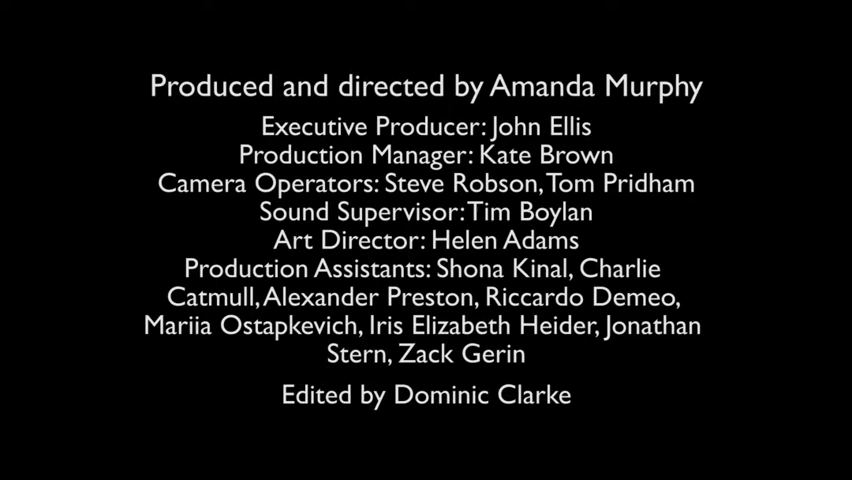 Produced and directed by Amanda Murphy
Executive Producer: John Ellis
Production Manager: Kate Brown
Camera Operators: Steve Robson, Tom Pridham
Sound Supervisor: Tim Boylan
Art Director: Helen Adams
Production Assistants: Shona Kinal, Charlie
Catmull, Alexander Preston, Riccardo Demeo,
Mariia Ostapkevich, Iris Elizabeth Heider, Jonathan
Stern, Zack Gerin
Edited by Dominic Clarke